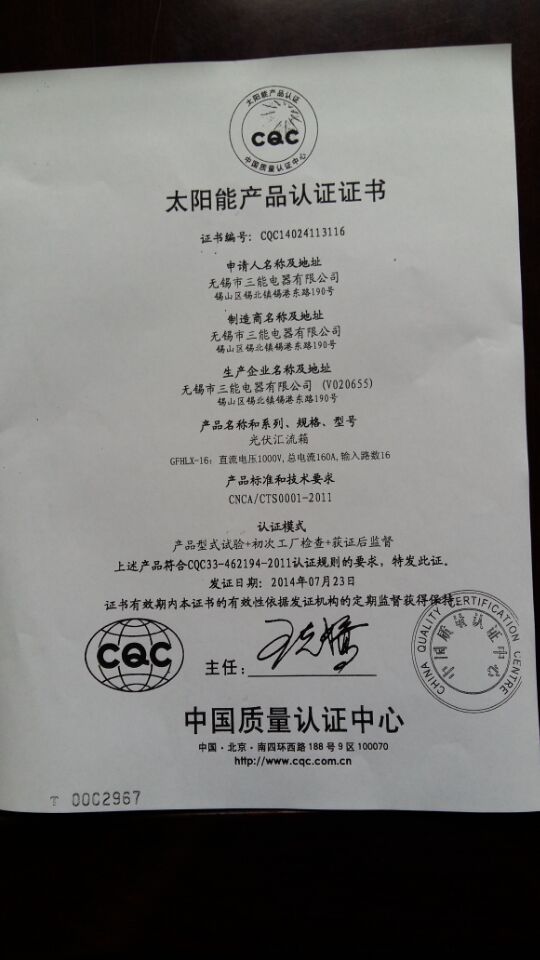 太阳能产品认证
CQC
中国质量认证中心
太阳能产品认证证书
证书编号: CQC14024113116
申请人名称及地址
无锡市三能电器有限公司
锡山区锡北镇锡港东路190号
制造商名称及地址
无锡市三能电器有限公司
锡山区锡北镇锡港东路190号
生产企业名称及地址
无锡市三能电器有限公司 (V020655)
锡山区锡北镇锡港东路190号
产品名称和系列、规格、型号
光伏汇流箱
GFHLX-16: 直流电压1000V,总电流160A,输入路数16
产品标准和技术要求
CNCA/CTS0001-2011
认证模式
产品型式试验+初次工厂检查+获证后监督
上述产品符合CQC33-462194-2011认证规则的要求，特发此证。
发证日期: 2014年07月23日
证书有效期内本证书的有效性依据发证机构的定期监督获得保持
CQC
主任:
CHINA QUALITY CERTIFICATION CENTRE
中国质量认证中心
中国质量认证中心
中国·北京·南四环西路 188 号 9 区 100070
http://www.cqc.com.cn
T 0002967